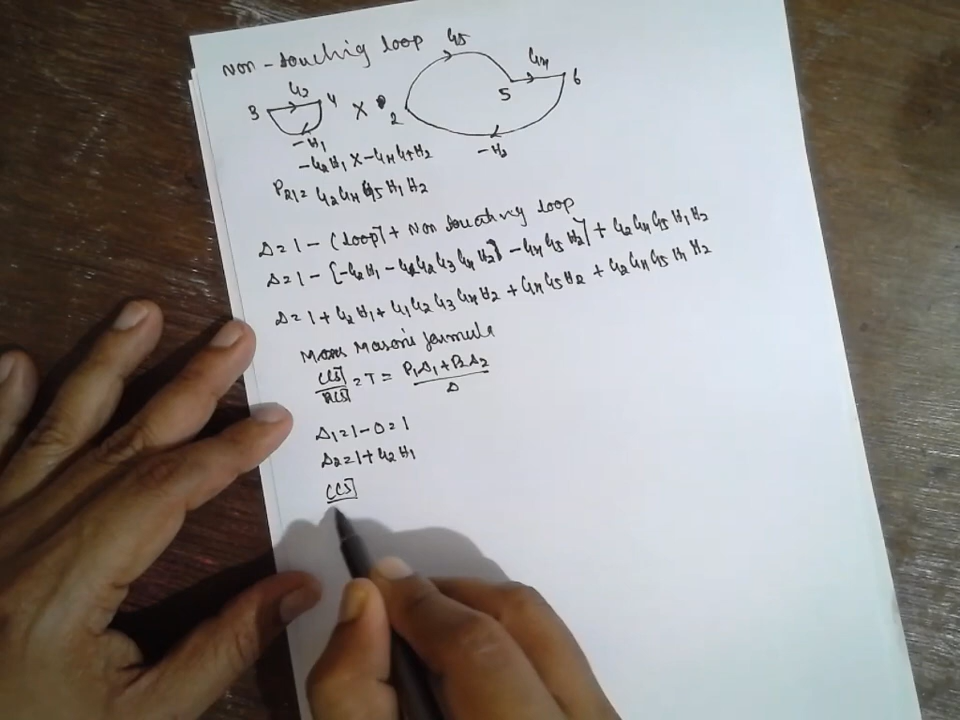 Non-touching loop G5
G2 G4
3 4 X 2 5 6
-H1 -H2
-G2H1 X -G4G5H2
PR1= G2G4G5H1H2
Δ=1-[loop]+Non touching loop
Δ=1-[-G2H1-G1G2G3G4H2-G4G5H2]+G2G4G5H1H2
Δ=1+G2H1+G1G2G3G4H2+G4G5H2+G2G4G5H1H2
Masons formula
C[S]/R[S] =T= P1Δ1+P2Δ2/Δ
Δ1=1-0=1
Δ2=1+G2H1
C[S]